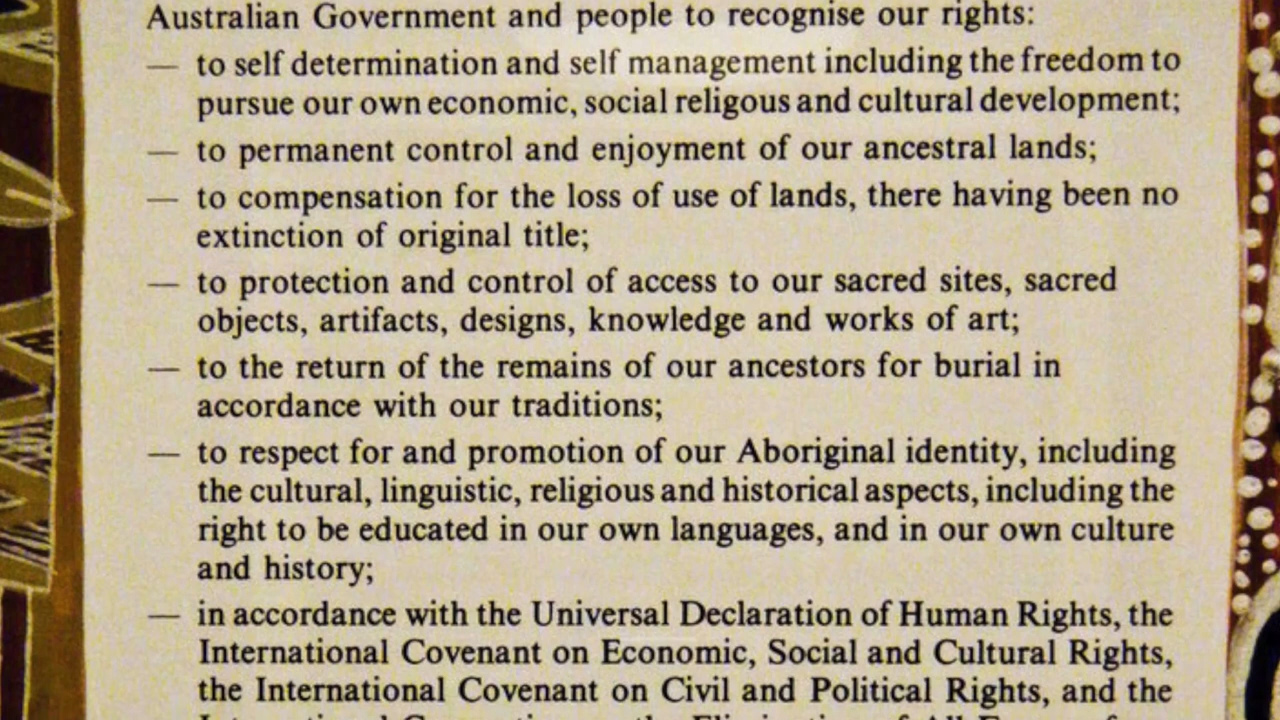 Australian Government and people to recognise our rights:
— to self determination and self management including the freedom to
pursue our own economic, social religous and cultural development;
— to permanent control and enjoyment of our ancestral lands;
— to compensation for the loss of use of lands, there having been no
extinction of original title;
— to protection and control of access to our sacred sites, sacred
objects, artifacts, designs, knowledge and works of art;
— to the return of the remains of our ancestors for burial in
accordance with our traditions;
— to respect for and promotion of our Aboriginal identity, including
the cultural, linguistic, religious and historical aspects, including the
right to be educated in our own languages, and in our own culture
and history;
— in accordance with the Universal Declaration of Human Rights, the
International Covenant on Economic, Social and Cultural Rights,
the International Covenant on Civil and Political Rights, and the